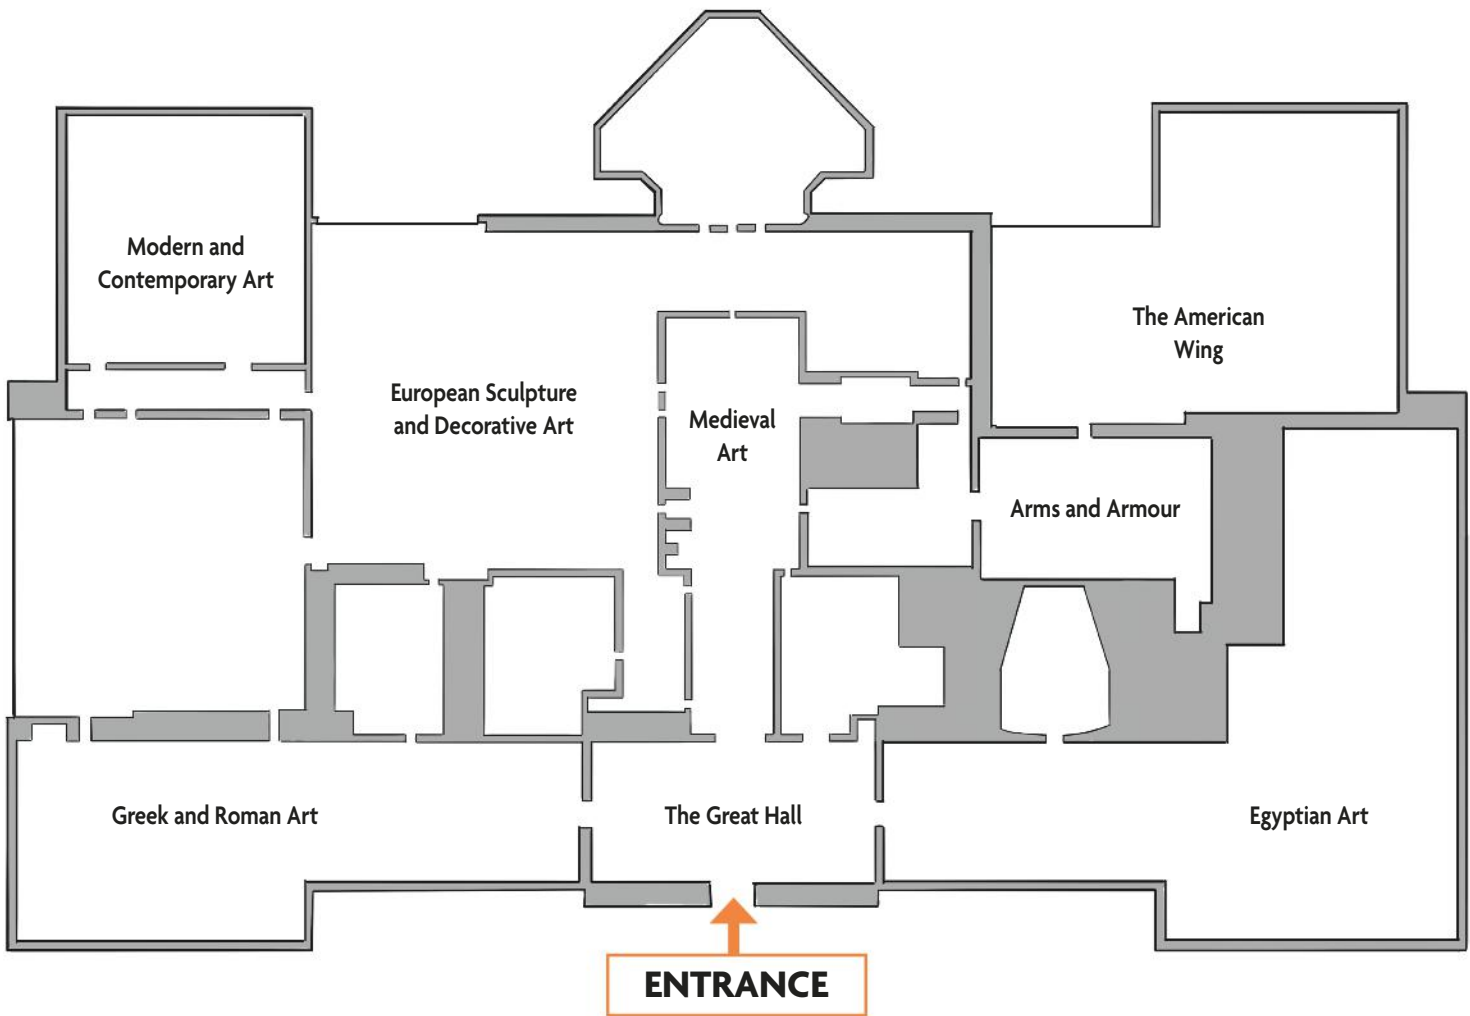 Modern and
Contemporary Art
The American
Wing
European Sculpture
and Decorative Art
Medieval
Art
Arms and Armour
Greek and Roman Art
The Great Hall
Egyptian Art
ENTRANCE